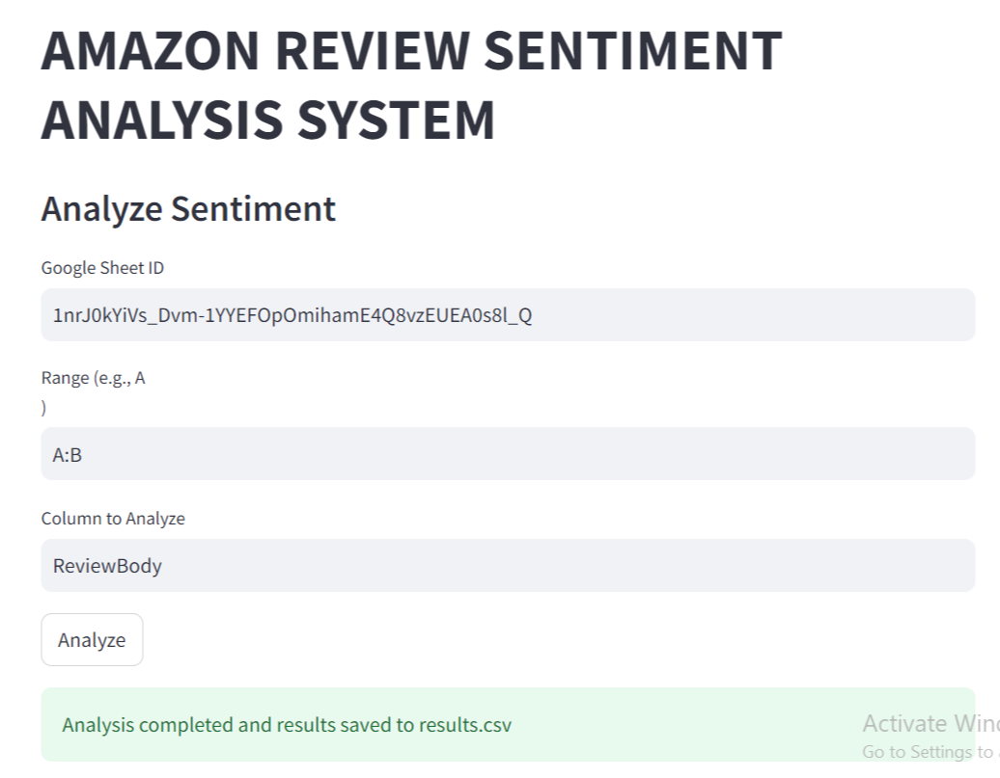 AMAZON REVIEW SENTIMENT
ANALYSIS SYSTEM
Analyze Sentiment
Google Sheet ID
1nrJ0kYiVs_Dvm-1YYEFOpOmihamE4Q8vzEUEA0s8l_Q
Range (e.g., A
)
A:B
Column to Analyze
ReviewBody
Analyze
Analysis completed and results saved to results.csv
Activate Wind
Go to Settings to